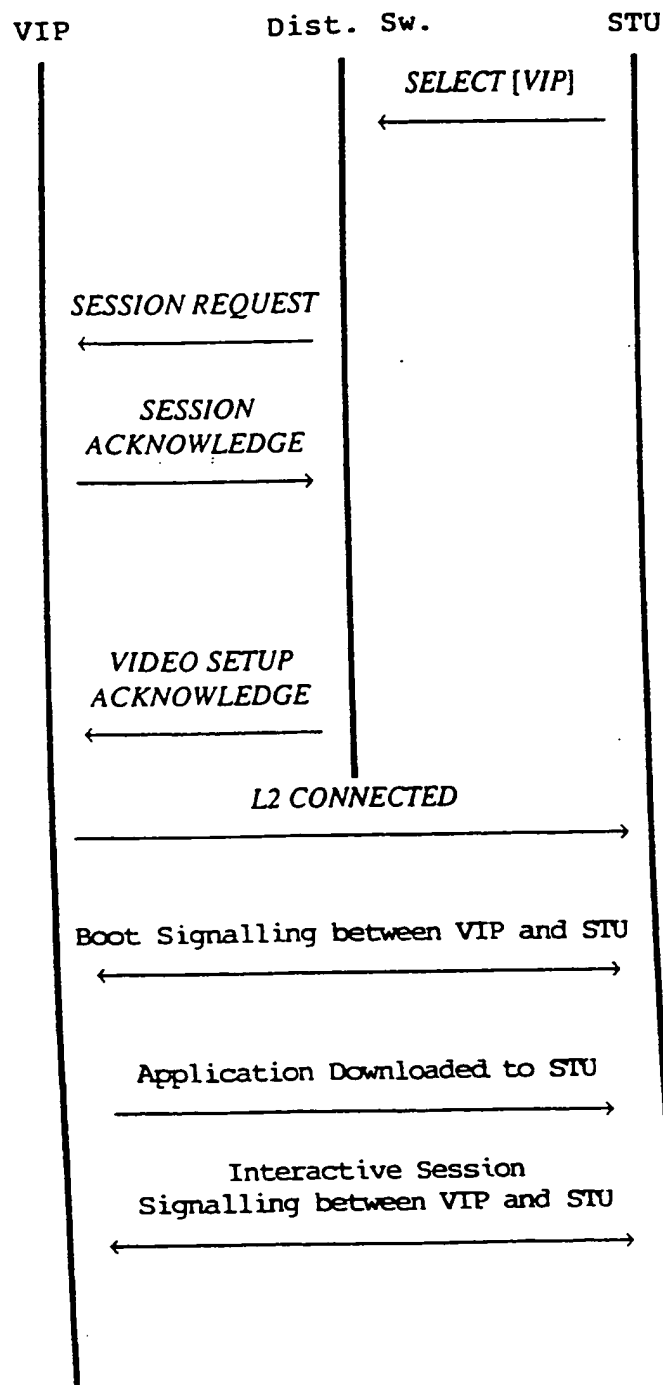 VIP Dist. Sw. STU
SELECT [VIP]
SESSION REQUEST
SESSION
ACKNOWLEDGE
VIDEO SETUP
ACKNOWLEDGE
L2 CONNECTED
Boot Signalling between VIP and STU
Application Downloaded to STU
Interactive Session
Signalling between VIP and STU